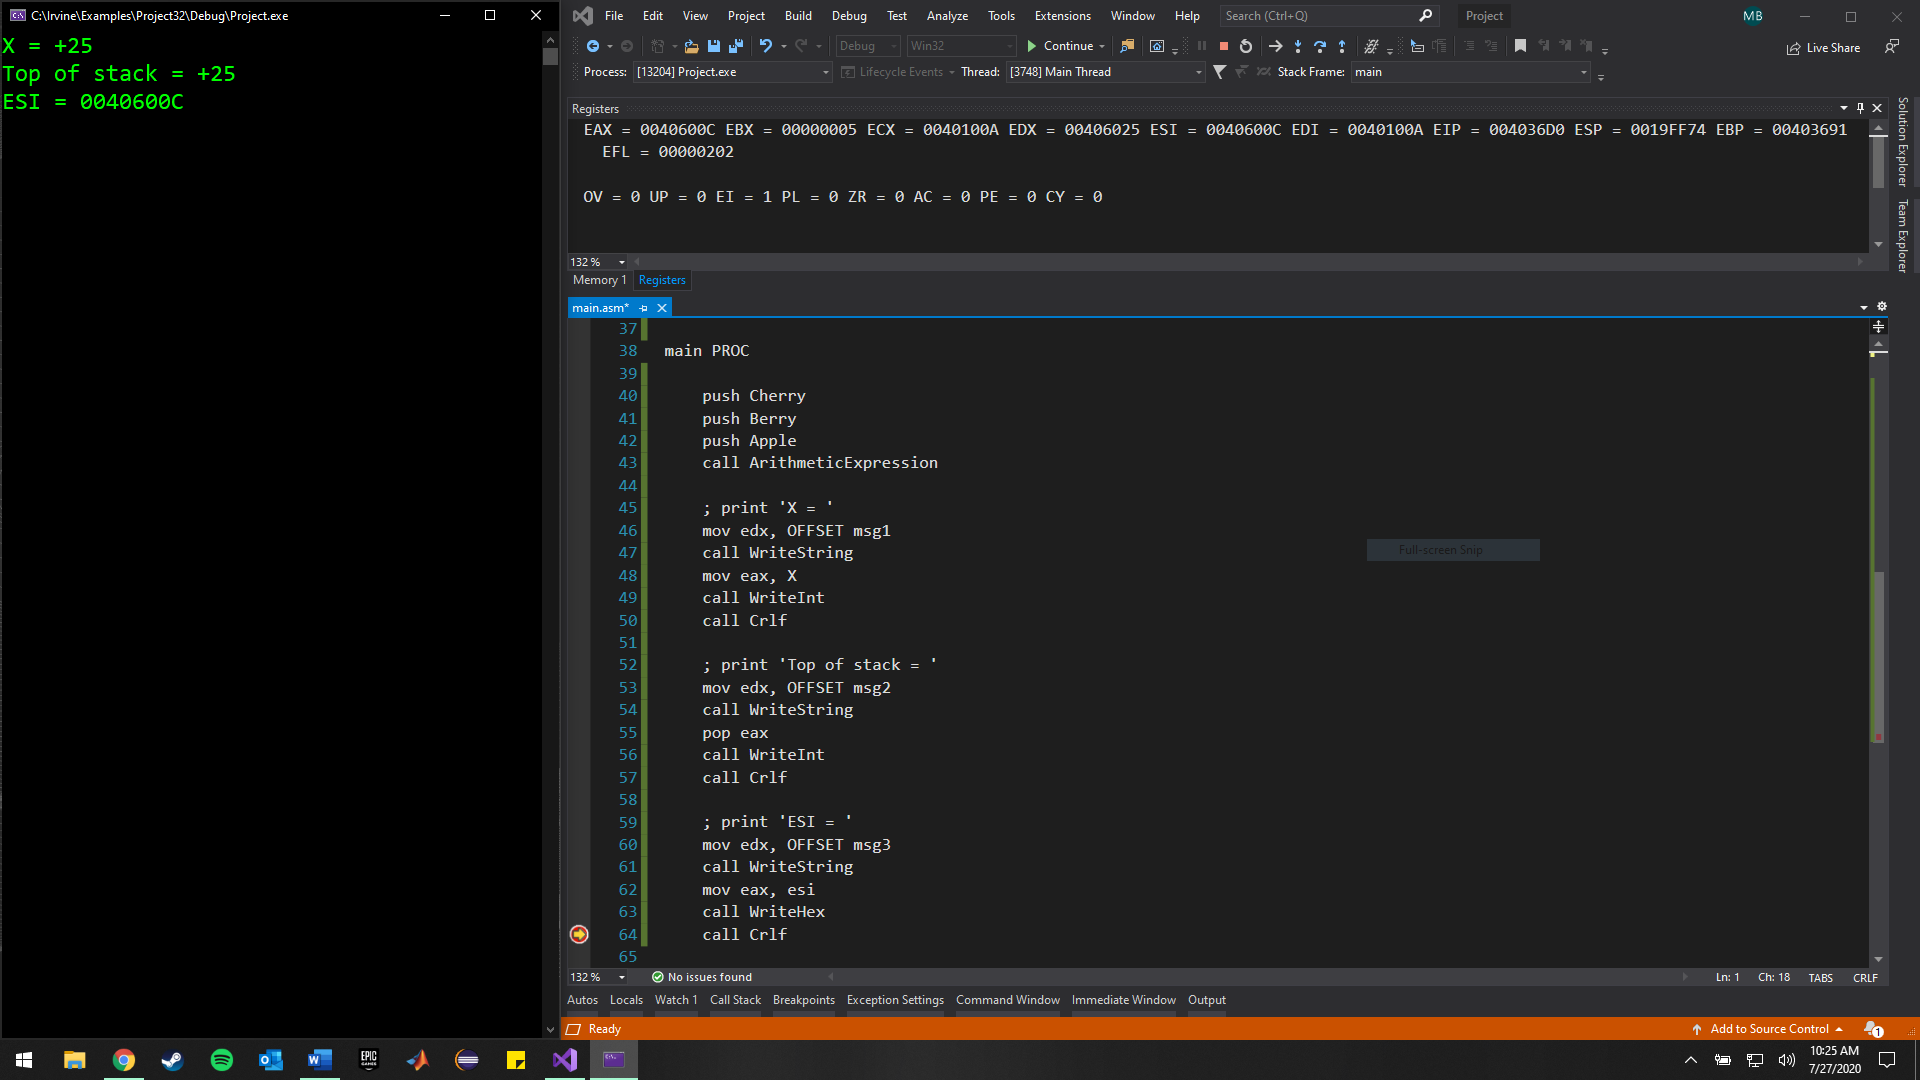 C:\Irvine\Examples\Project32\Debug\Project.exe
X = +25
Top of stack = +25
ESI = 0040600C
File Edit View Project Build Debug Test Analyze Tools Extensions Window Help Search (Ctrl+Q) Project MB
Debug Win32 Continue Live Share
Process: [13204] Project.exe Lifecycle Events Thread: [3748] Main Thread Stack Frame: main
Registers
EAX = 0040600C EBX = 00000005 ECX = 0040100A EDX = 00406025 ESI = 0040600C EDI = 0040100A EIP = 004036D0 ESP = 0019FF74 EBP = 00403691
EFL = 00000202
OV = 0 UP = 0 EI = 1 PL = 0 ZR = 0 AC = 0 PE = 0 CY = 0
132 %
Memory 1 Registers
Solution Explorer
Team Explorer
main.asm*
37
38 main PROC
39
40 push Cherry
41 push Berry
42 push Apple
43 call ArithmeticExpression
44
45 ; print 'X = '
46 mov edx, OFFSET msg1
47 call WriteString
48 mov eax, X
49 call WriteInt
50 call Crlf
51
52 ; print 'Top of stack = '
53 mov edx, OFFSET msg2
54 call WriteString
55 pop eax
56 call WriteInt
57 call Crlf
58
59 ; print 'ESI = '
60 mov edx, OFFSET msg3
61 call WriteString
62 mov eax, esi
63 call WriteHex
64 call Crlf
65
Full-screen Snip
132 % No issues found Ln: 1 Ch: 18 TABS CRLF
Autos Locals Watch 1 Call Stack Breakpoints Exception Settings Command Window Immediate Window Output
Ready Add to Source Control 1
EPIC GAMES
10:25 AM
7/27/2020